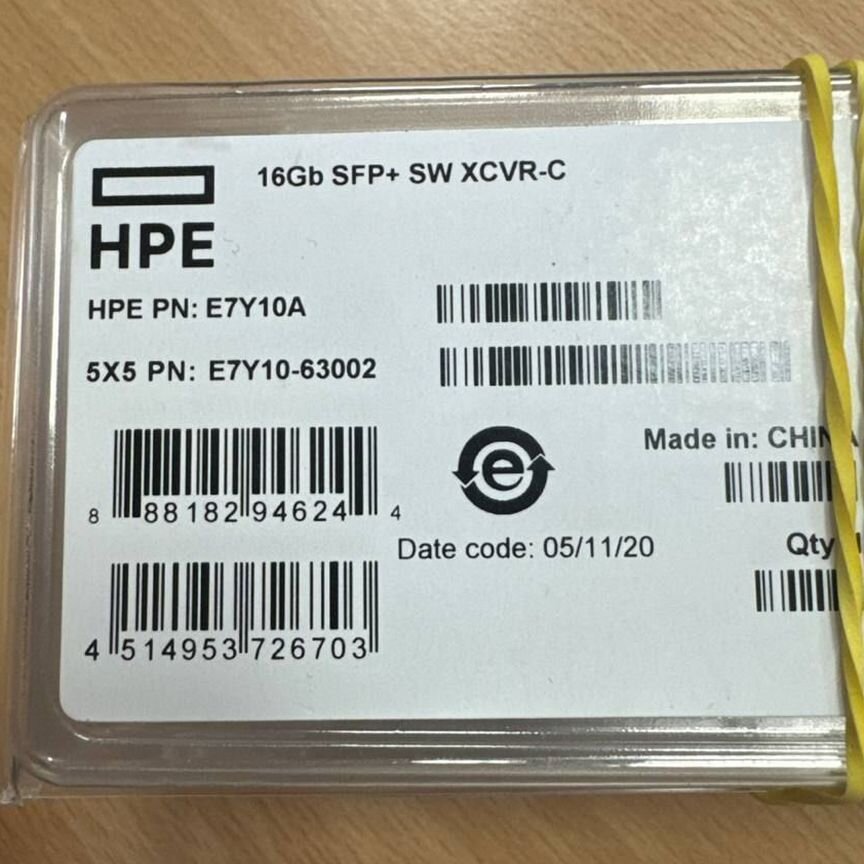 16Gb SFP+ SW XCVR-C
HPE
HPE PN: E7Y10A
5X5 PN: E7Y10-63002
Made in: CHINA
8 88182 94624 4
e
Date code: 05/11/20
Qty
4 514953 726703